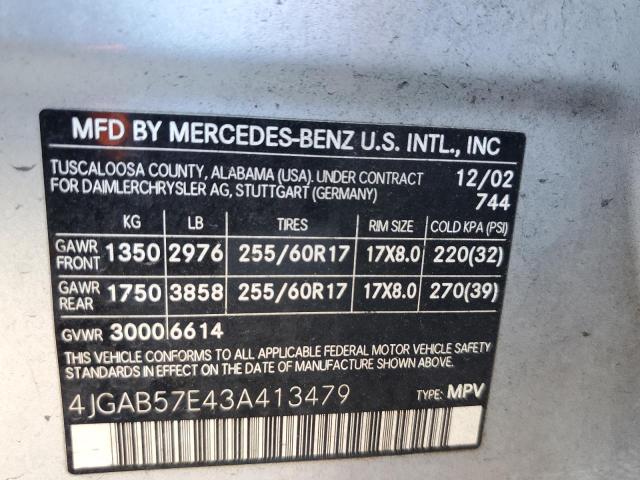 MFD BY MERCEDES-BENZ U.S. INTL., INC
TUSCALOOSA COUNTY, ALABAMA (USA). UNDER CONTRACT 12/02
FOR DAIMLERCHRYSLER AG, STUTTGART (GERMANY) 744
KG LB TIRES RIM SIZE COLD KPA (PSI)
GAWR FRONT 1350 2976 255/60R17 17X8.0 220(32)
GAWR REAR 1750 3858 255/60R17 17X8.0 270(39)
GVWR 3000 6614
THIS VEHICLE CONFORMS TO ALL APPLICABLE FEDERAL MOTOR VEHICLE SAFETY
STANDARDS IN EFFECT ON THE DATE OF MANUFACTURE SHOWN ABOVE.
4JGAB57E43A413479 TYPE: MPV